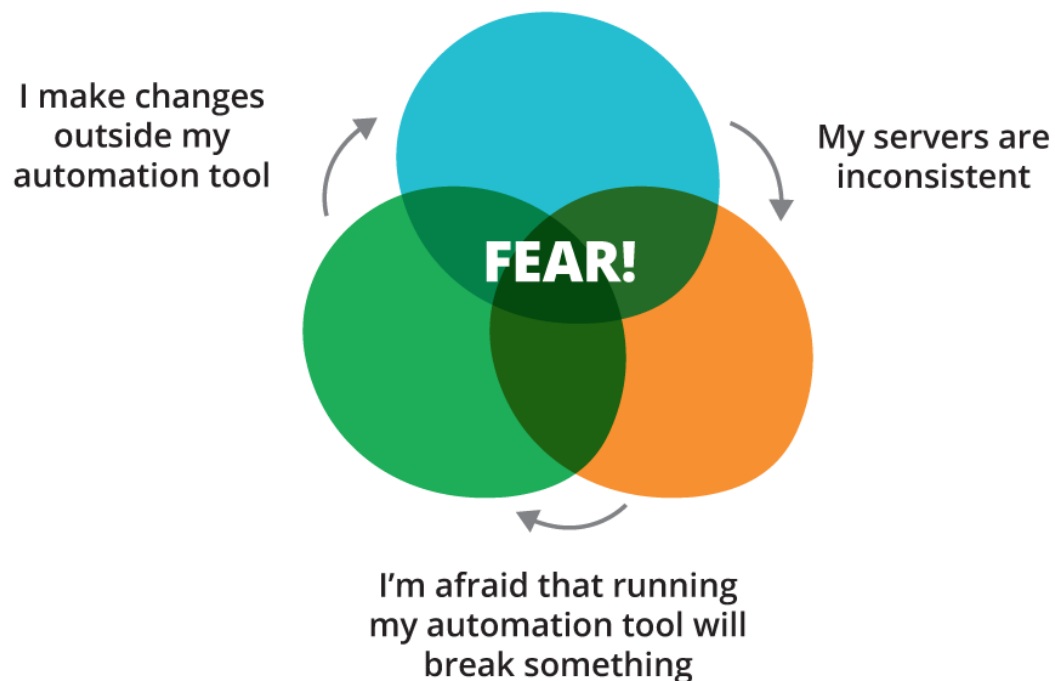 I make changes
outside my
automation tool
My servers are
inconsistent
FEAR!
I’m afraid that running
my automation tool will
break something